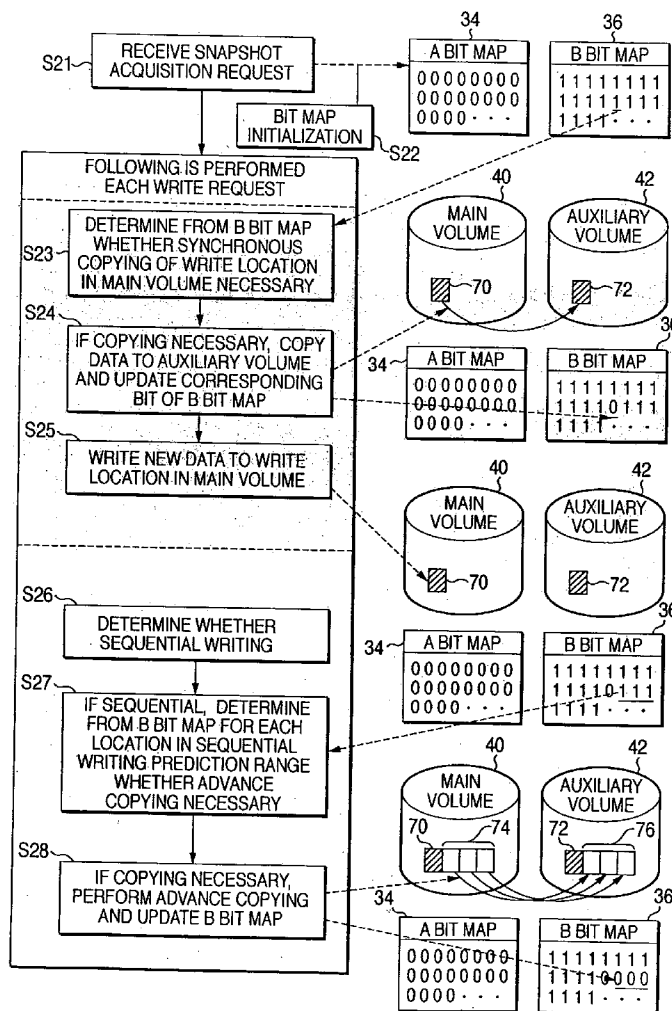 S21
RECEIVE SNAPSHOT
ACQUISITION REQUEST
BIT MAP
INITIALIZATION
S22
34
A BIT MAP
00000000
00000000
0000 · · ·
36
B BIT MAP
11111111
11111111
1111 · · ·
FOLLOWING IS PERFORMED
EACH WRITE REQUEST
S23
DETERMINE FROM B BIT MAP
WHETHER SYNCHRONOUS
COPYING OF WRITE LOCATION
IN MAIN VOLUME NECESSARY
S24
IF COPYING NECESSARY, COPY
DATA TO AUXILIARY VOLUME
AND UPDATE CORRESPONDING
BIT OF B BIT MAP
S25
WRITE NEW DATA TO WRITE
LOCATION IN MAIN VOLUME
40
MAIN
VOLUME
70
42
AUXILIARY
VOLUME
72
34
A BIT MAP
00000000
00000000
0000 · · ·
36
B BIT MAP
11111111
11110111
1111 · · ·
40
MAIN
VOLUME
70
42
AUXILIARY
VOLUME
72
S26
DETERMINE WHETHER
SEQUENTIAL WRITING
S27
IF SEQUENTIAL, DETERMINE
FROM B BIT MAP FOR EACH
LOCATION IN SEQUENTIAL
WRITING PREDICTION RANGE
WHETHER ADVANCE
COPYING NECESSARY
S28
IF COPYING NECESSARY,
PERFORM ADVANCE COPYING
AND UPDATE B BIT MAP
34
A BIT MAP
00000000
00000000
0000 · · ·
36
B BIT MAP
11111111
11110111
1111 · · ·
40
MAIN
VOLUME
70
74
42
AUXILIARY
VOLUME
72
76
34
A BIT MAP
00000000
00000000
0000 · · ·
36
B BIT MAP
11111111
11110000
1111 · · ·